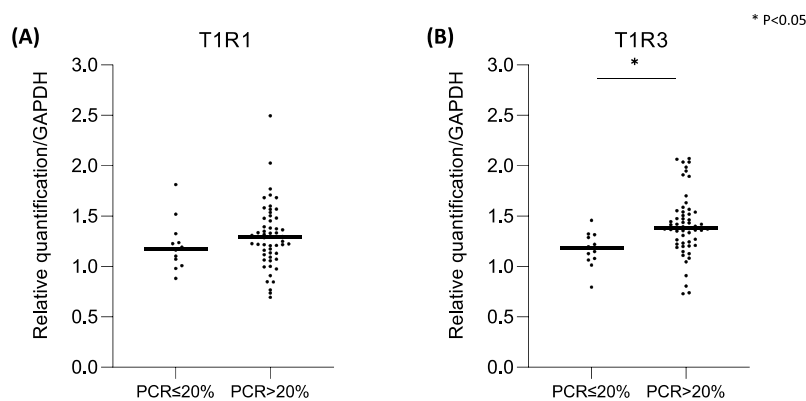 * P<0.05
(A)
T1R1
Relative quantification/GAPDH
3.0
2.5
2.0
1.5
1.0
0.5
0.0
PCR≤20% PCR>20%
(B)
T1R3
*
Relative quantification/GAPDH
3.0
2.5
2.0
1.5
1.0
0.5
0.0
PCR≤20% PCR>20%